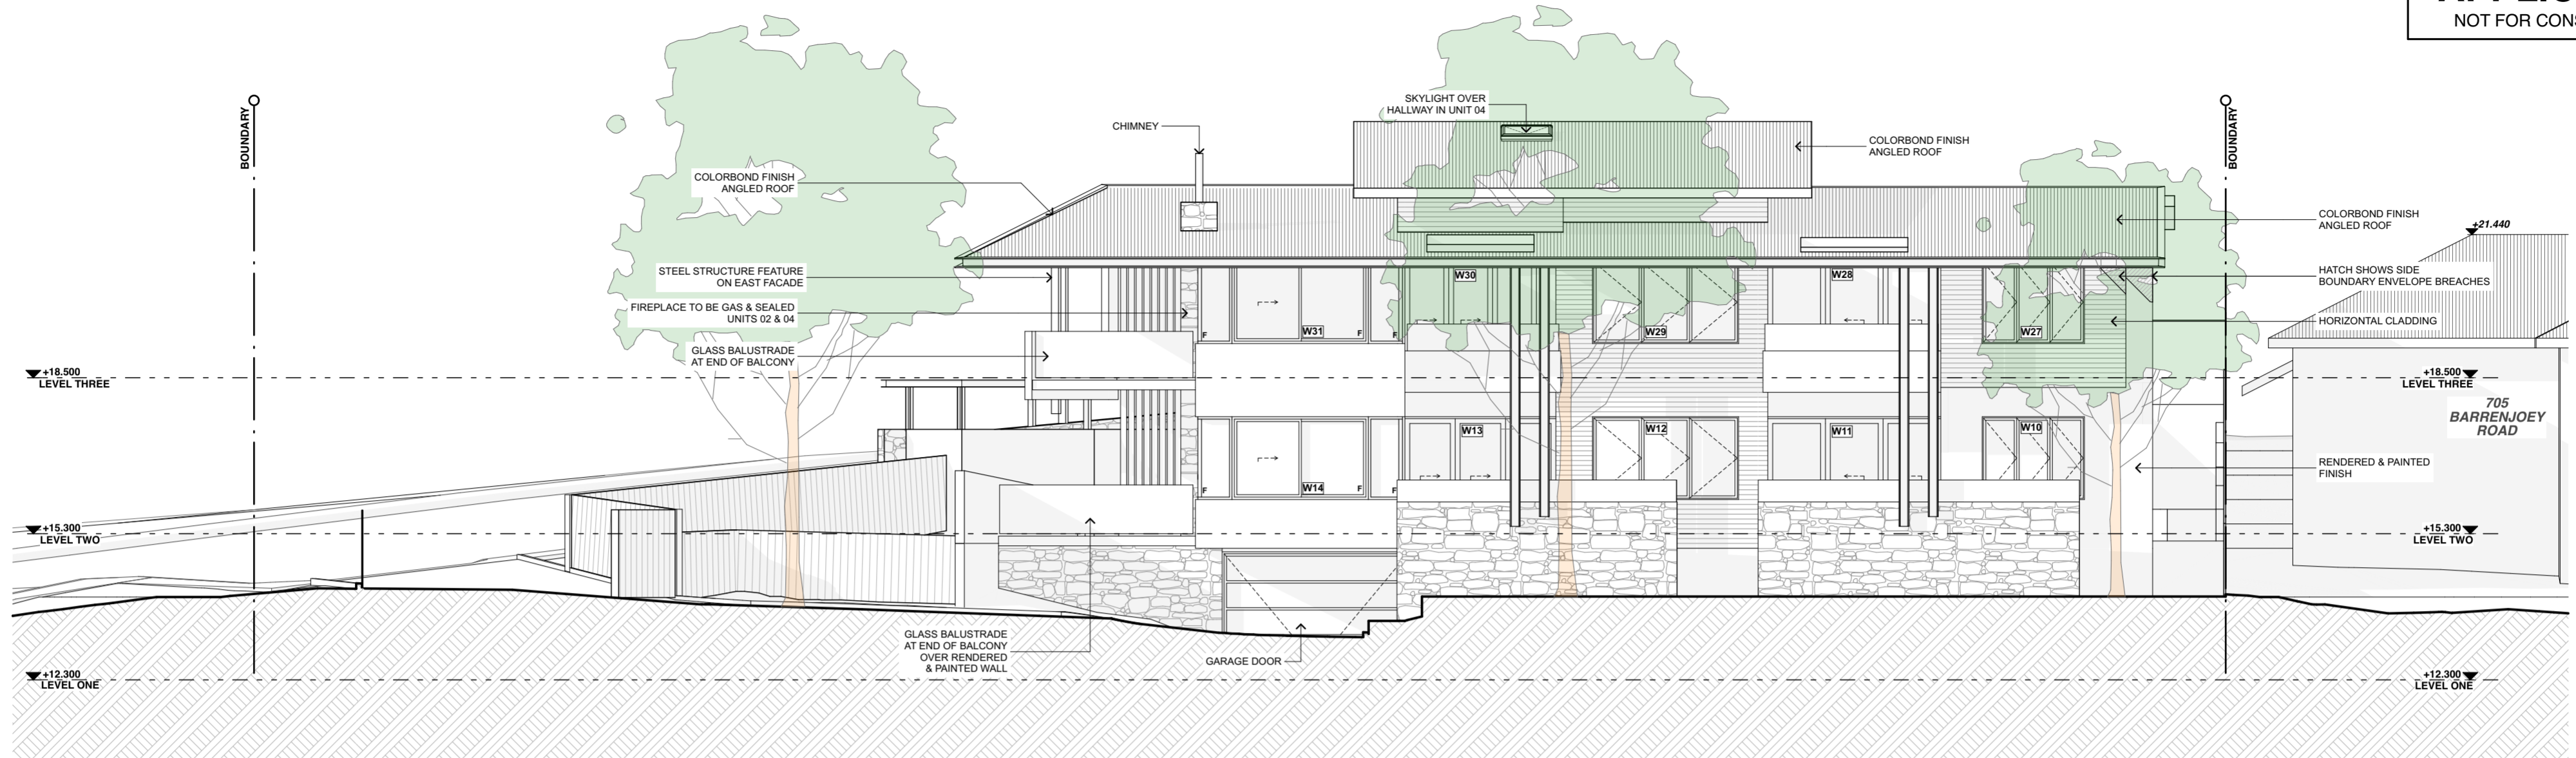 NOT FOR CONS
BOUNDARY
BOUNDARY
SKYLIGHT OVER
HALLWAY IN UNIT 04
CHIMNEY
COLORBOND FINISH
ANGLED ROOF
COLORBOND FINISH
ANGLED ROOF
COLORBOND FINISH
ANGLED ROOF
+21.440
STEEL STRUCTURE FEATURE
ON EAST FACADE
HATCH SHOWS SIDE
BOUNDARY ENVELOPE BREACHES
FIREPLACE TO BE GAS & SEALED
UNITS 02 & 04
HORIZONTAL CLADDING
W30
W28
F
W31
F
F
W29
W27
GLASS BALUSTRADE
AT END OF BALCONY
+18.500
LEVEL THREE
+18.500
LEVEL THREE
705
BARRENJOEY
ROAD
W13
W12
W11
W10
F
W14
F
F
RENDERED & PAINTED
FINISH
+15.300
LEVEL TWO
+15.300
LEVEL TWO
GLASS BALUSTRADE
AT END OF BALCONY
OVER RENDERED
& PAINTED WALL
GARAGE DOOR
+12.300
LEVEL ONE
+12.300
LEVEL ONE